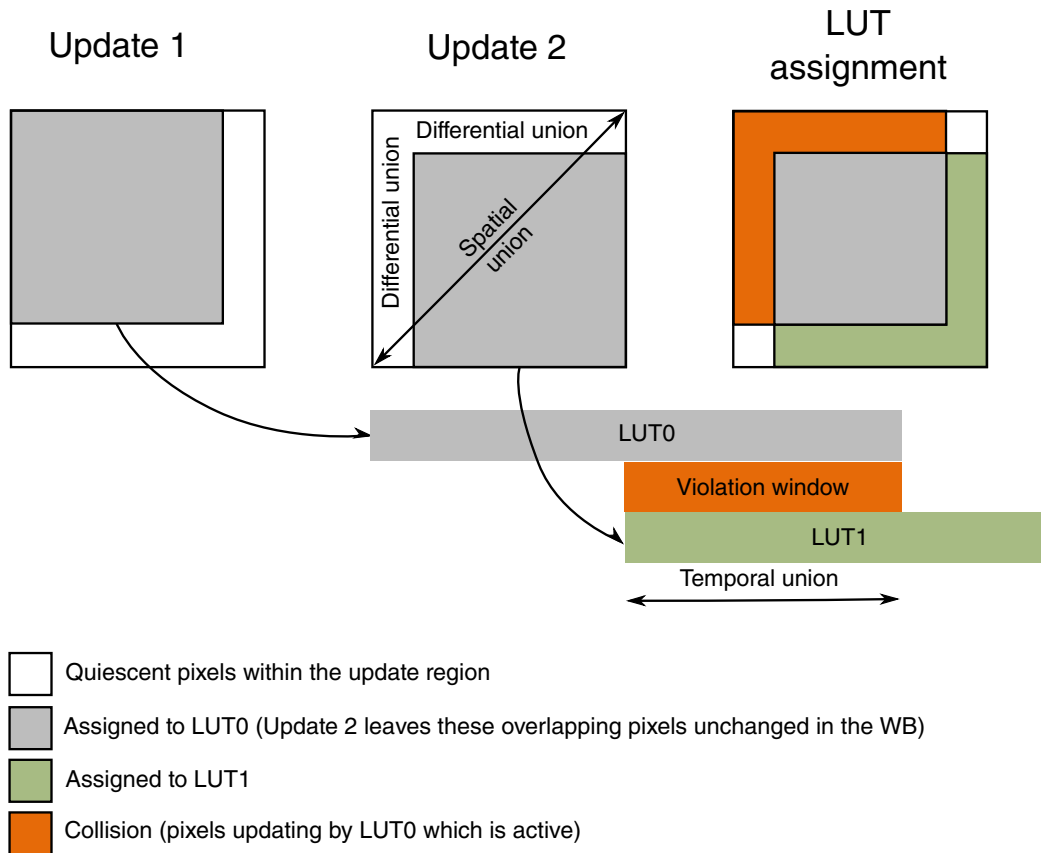 Update 1
Update 2
LUT
assignment
Differential union
Differential union
Spatial
union
LUT0
Violation window
LUT1
Temporal union
Quiescent pixels within the update region
Assigned to LUT0 (Update 2 leaves these overlapping pixels unchanged in the WB)
Assigned to LUT1
Collision (pixels updating by LUT0 which is active)